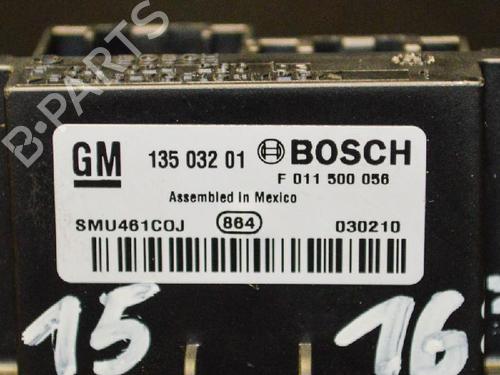 B-PARTS
GM 135 032 01 BOSCH
F 011 500 056
Assembled in Mexico
SMU461COJ 864 030210
15 16